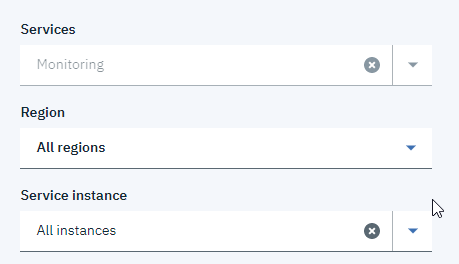 Services
Monitoring
Region
All regions
Service instance
All instances